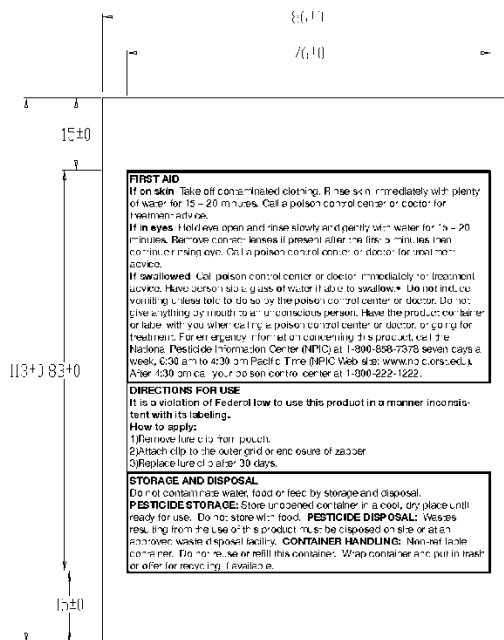 86±0
76±0
15±0
FIRST AID
If on skin Take off contaminated clothing. Rinse skin immediately with plenty
of water for 15 – 20 minutes. Call a poison control center or doctor for
treatment advice.
If in eyes Hold eye open and rinse slowly and gently with water for 15 – 20
minutes. Remove contact lenses if present after the first 5 minutes then
continue rinsing eye. Call a poison control center or doctor for treatment
advice.
If swallowed Call poison control center or doctor immediately for treatment
advice. Have person sip a glass of water if able to swallow.• Do not induce
vomiting unless told to do so by the poison control center or doctor. Do not
give anything by mouth to an unconscious person. Have the product container
or label with you when calling a poison control center or doctor, or going for
treatment. For emergency information concerning this product, call the
National Pesticide Information Center (NPIC) at 1-800-858-7378 seven days a
week, 6:30 am to 4:30 pm Pacific Time (NPIC Web site: www.npic.orst.edu).
After 4:30 pm call your poison control center at 1-800-222-1222.
113±0 83±0
DIRECTIONS FOR USE
It is a violation of Federal law to use this product in a manner inconsis-
tent with its labeling.
How to apply:
1)Remove lure clip from pouch.
2)Attach clip to the outer grid or enclosure of zapper
3)Replace lure clip after 30 days.
STORAGE AND DISPOSAL
Do not contaminate water, food or feed by storage and disposal.
PESTICIDE STORAGE: Store unopened container in a cool, dry place until
ready for use. Do not store with food. PESTICIDE DISPOSAL: Wastes
resulting from the use of this product must be disposed on site or at an
approved waste disposal facility. CONTAINER HANDLING: Non-refillable
container. Do not reuse or refill this container. Wrap container and put in trash
or offer for recycling if available.
15±0